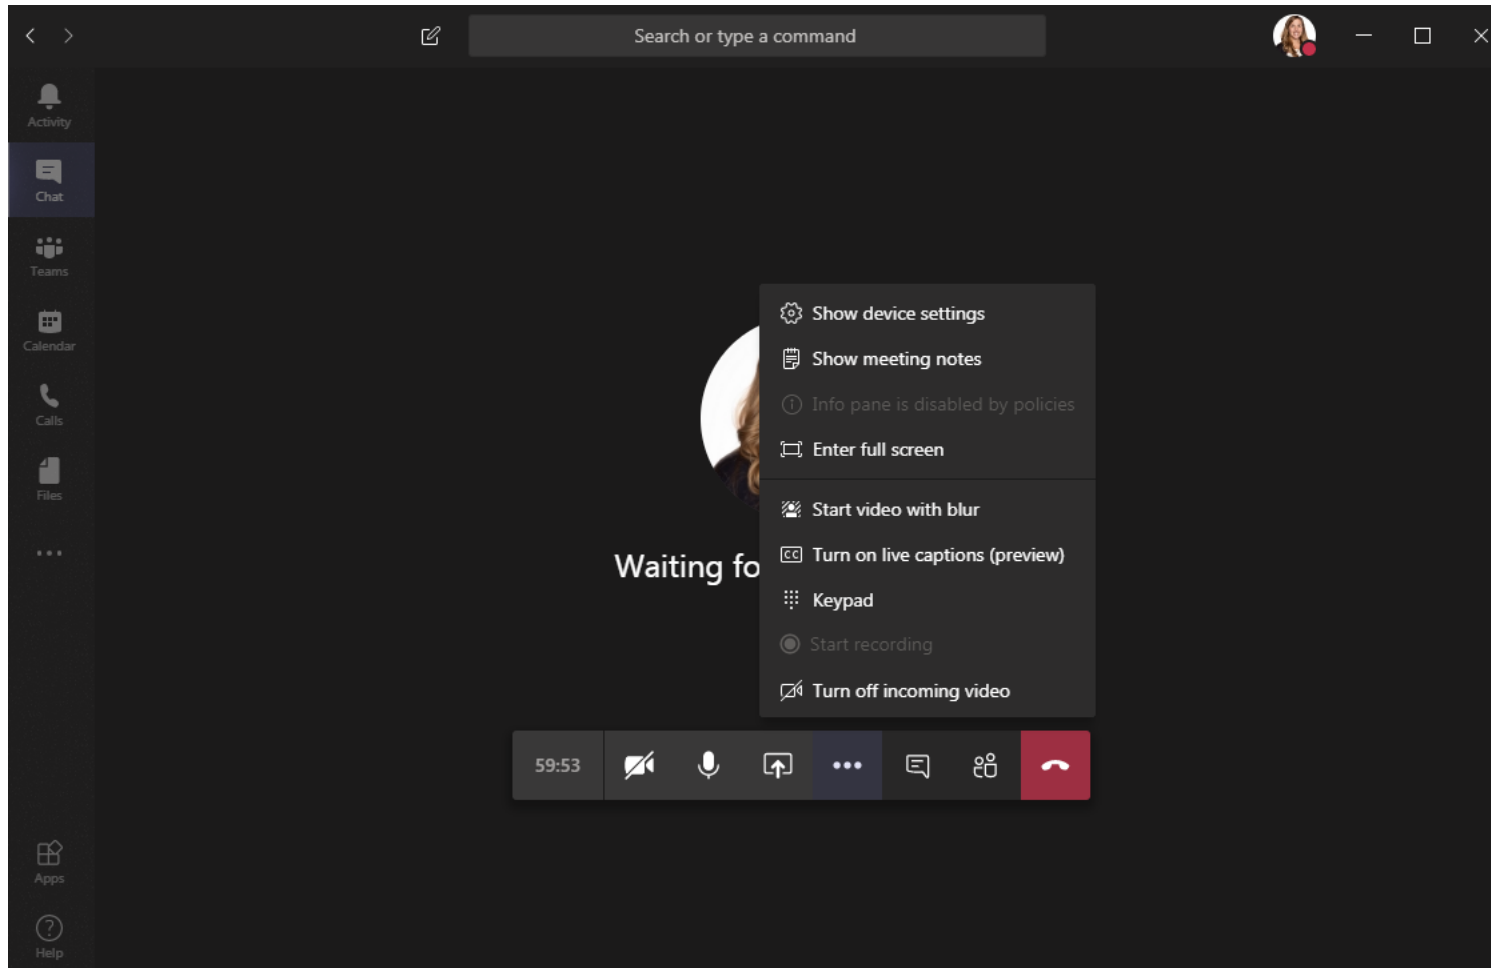 Search or type a command
Activity
Chat
Teams
Calendar
Calls
Files
Apps
Help
Waiting fo
Show device settings
Show meeting notes
Info pane is disabled by policies
Enter full screen
Start video with blur
CC Turn on live captions (preview)
Keypad
Start recording
Turn off incoming video
59:53